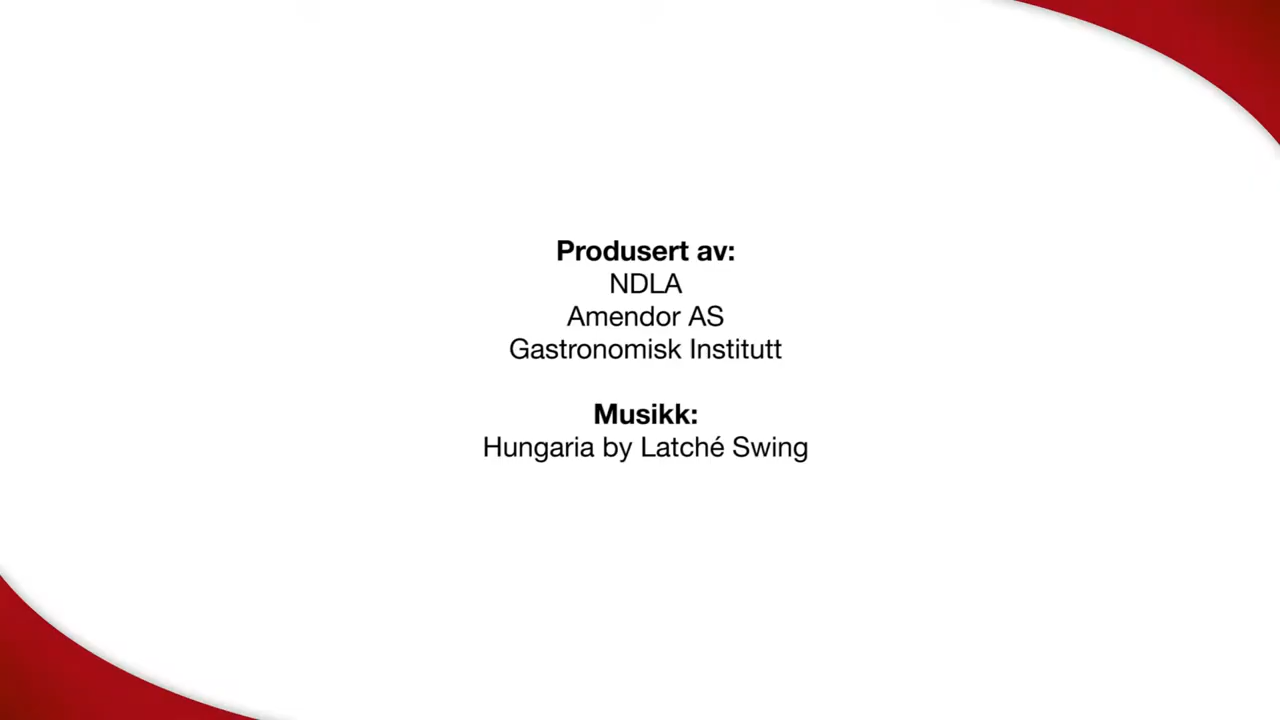 Produsert av:
NDLA
Amendor AS
Gastronomisk Institutt
Musikk:
Hungaria by Latché Swing